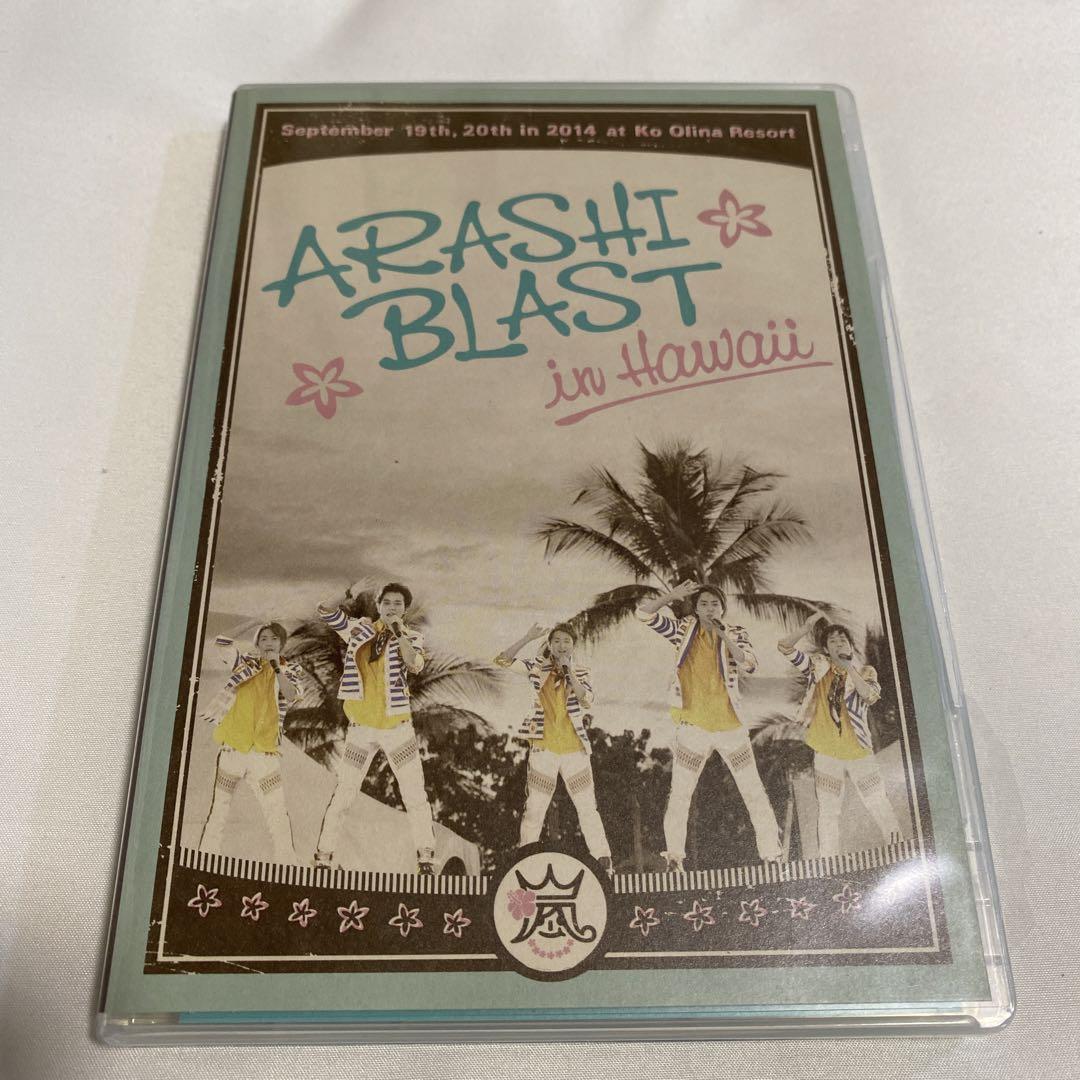 September 19th, 20th in 2014 at Ko Olina Resort
ARASHI
BLAST
in Hawaii
嵐